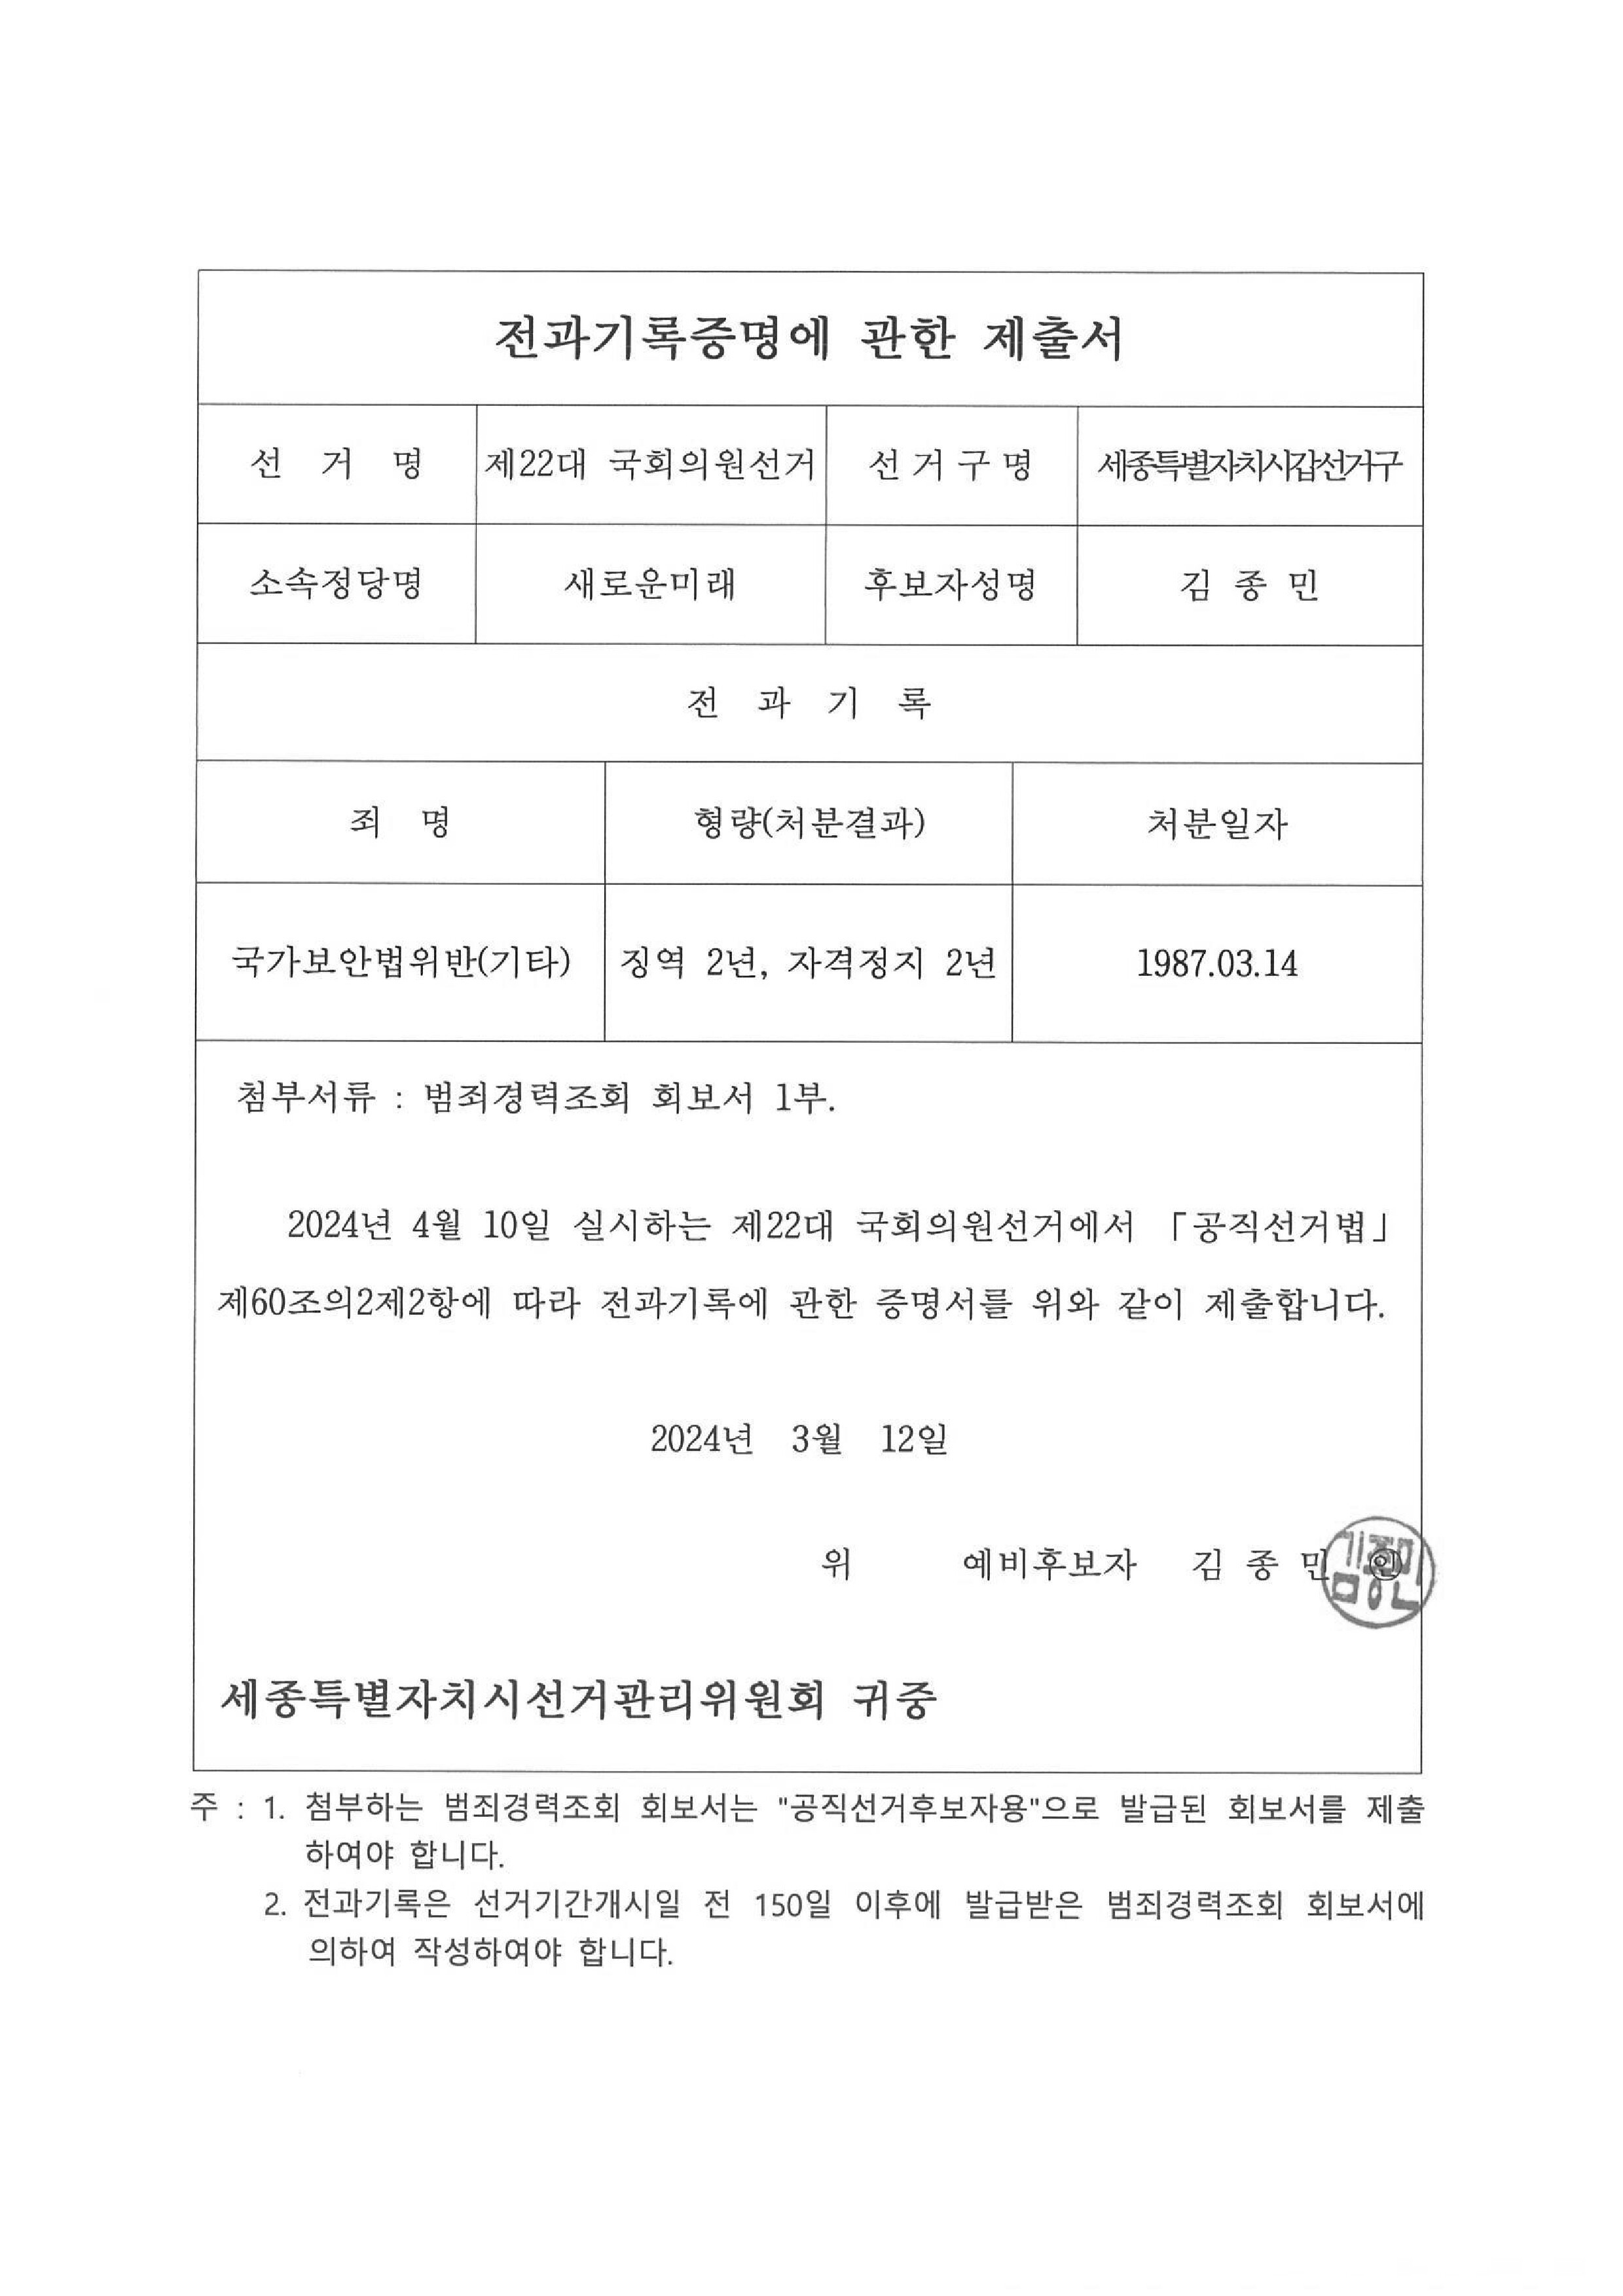 전과기록증명에 관한 제출서
선 거 명 제22대 국회의원선거 선 거 구 명 세종특별자치시갑선거구
소속정당명 새로운미래 후보자성명 김 종 민
전 과 기 록
죄 명 형량(처분결과) 처분일자
국가보안법위반(기타) 징역 2년, 자격정지 2년 1987.03.14
첨부서류 : 범죄경력조회 회보서 1부.
2024년 4월 10일 실시하는 제22대 국회의원선거에서 「공직선거법」
제60조의2제2항에 따라 전과기록에 관한 증명서를 위와 같이 제출합니다.
2024년 3월 12일
위 예비후보자 김 종 민 ㊞
김종민
세종특별자치시선거관리위원회 귀중
주 : 1. 첨부하는 범죄경력조회 회보서는 "공직선거후보자용"으로 발급된 회보서를 제출
하여야 합니다.
2. 전과기록은 선거기간개시일 전 150일 이후에 발급받은 범죄경력조회 회보서에
의하여 작성하여야 합니다.